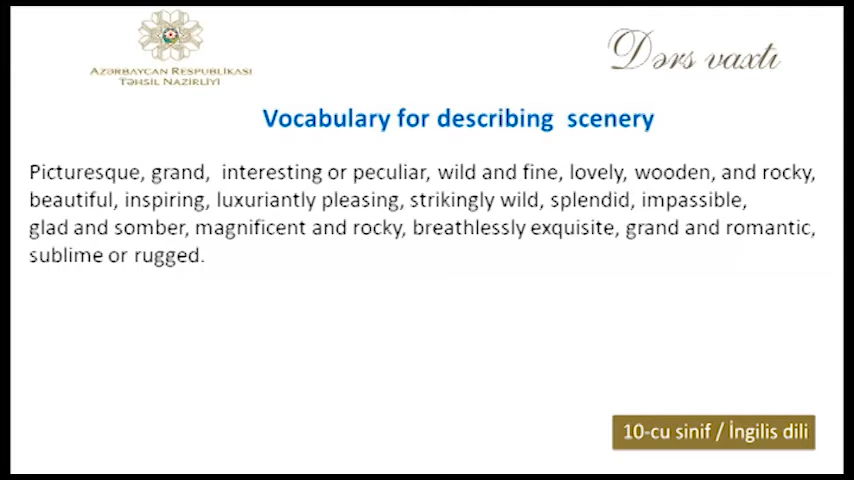 AZƏRBAYCAN RESPUBLİKASI
TƏHSİL NAZİRLİYİ
Dərs vaxtı
Vocabulary for describing scenery
Picturesque, grand, interesting or peculiar, wild and fine, lovely, wooden, and rocky,
beautiful, inspiring, luxuriantly pleasing, strikingly wild, splendid, impassible,
glad and somber, magnificent and rocky, breathlessly exquisite, grand and romantic,
sublime or rugged.
10-cu sinif / İngilis dili